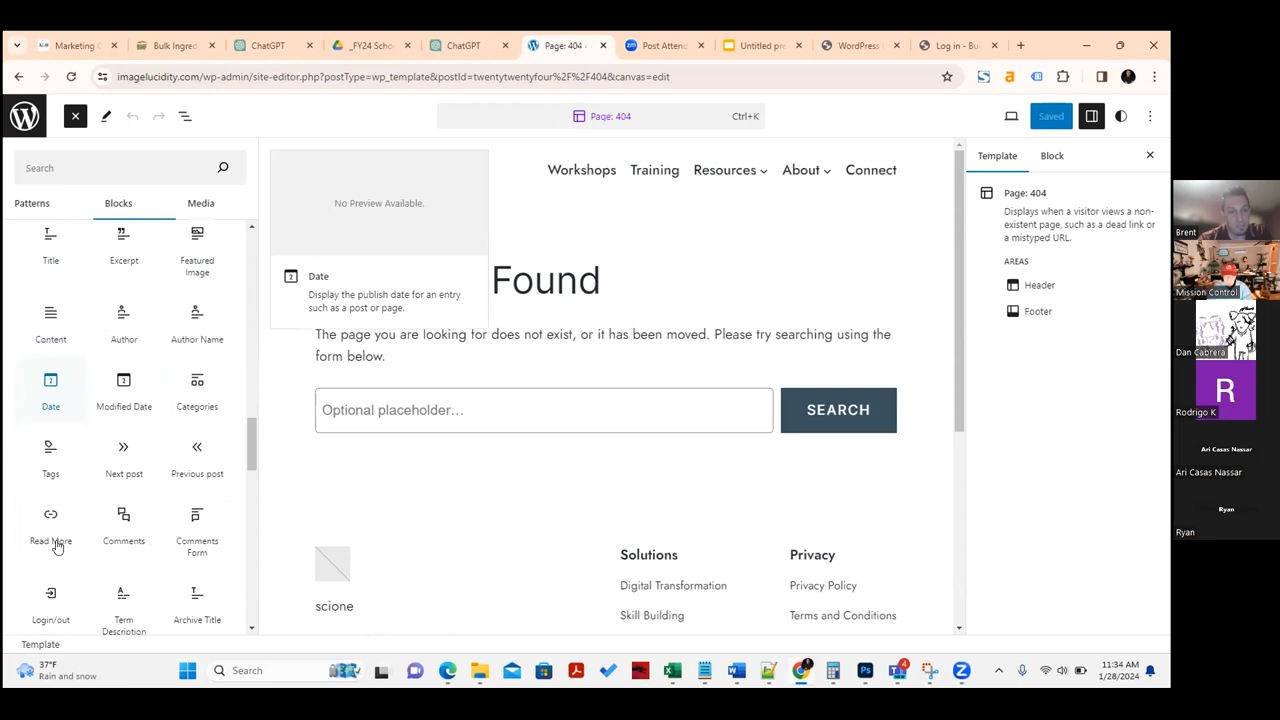 Marketing C
Bulk Ingred
ChatGPT
_FY24 Scho
ChatGPT
Page: 404
Post Attend
Untitled pre
WordPress
Log in - Bu
imagelucidity.com/wp-admin/site-editor.php?postType=wp_template&postId=twentytwentyfour%2F%2F404&canvas=edit
Page: 404
Ctrl+K
Saved
Search
Patterns
Blocks
Media
Title
Excerpt
Featured
Image
Content
Author
Author Name
Date
Modified Date
Categories
Tags
Next post
Previous post
Read More
Comments
Comments
Form
Login/out
Term
Description
Archive Title
Template
No Preview Available.
Date
Display the publish date for an entry
such as a post or page.
Workshops
Training
Resources
About
Connect
Found
The page you are looking for does not exist, or it has been moved. Please try searching using the
form below.
Optional placeholder…
SEARCH
scione
Solutions
Digital Transformation
Skill Building
Privacy
Privacy Policy
Terms and Conditions
Template
Block
Page: 404
Displays when a visitor views a non-
existent page, such as a dead link or
a mistyped URL.
AREAS
Header
Footer
Brent
Mission Control
Dan Cabrera
R
Rodrigo K
Ari Casas Nassar
Ari Casas Nassar
Ryan
Ryan
37°F
Rain and snow
Search
4
11:34 AM
1/28/2024